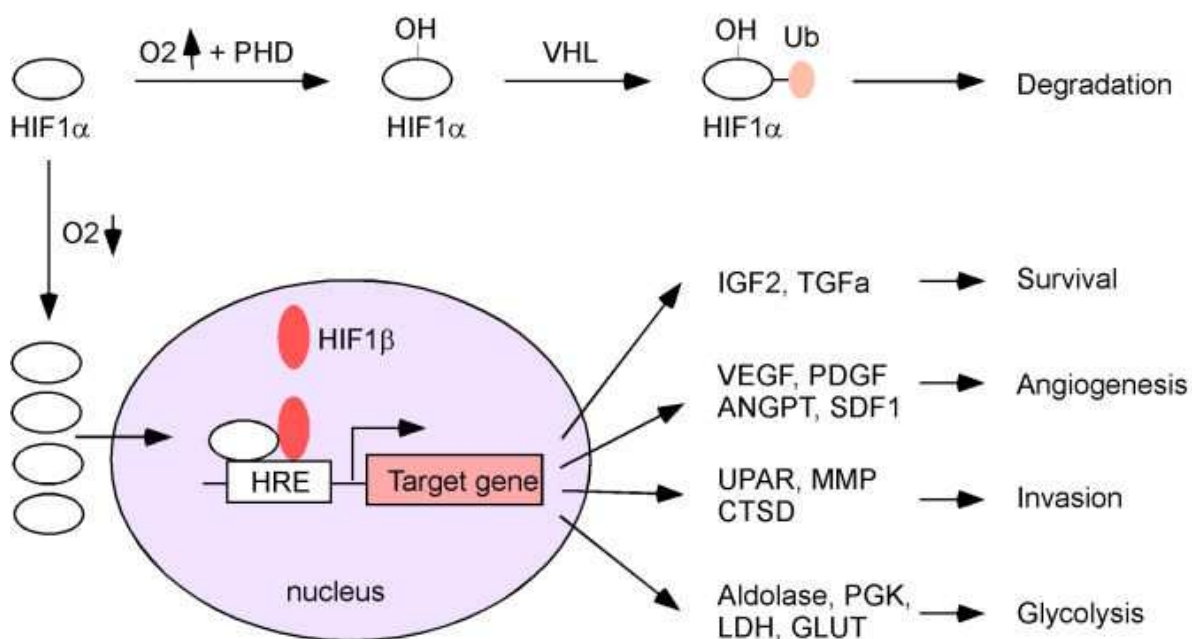 O2 + PHD
OH
VHL
OH
Ub
HIF1α
HIF1α
HIF1α
Degradation
O2
HIF1β
HRE
Target gene
nucleus
IGF2, TGFa
Survival
VEGF, PDGF
ANGPT, SDF1
Angiogenesis
UPAR, MMP
CTSD
Invasion
Aldolase, PGK,
LDH, GLUT
Glycolysis